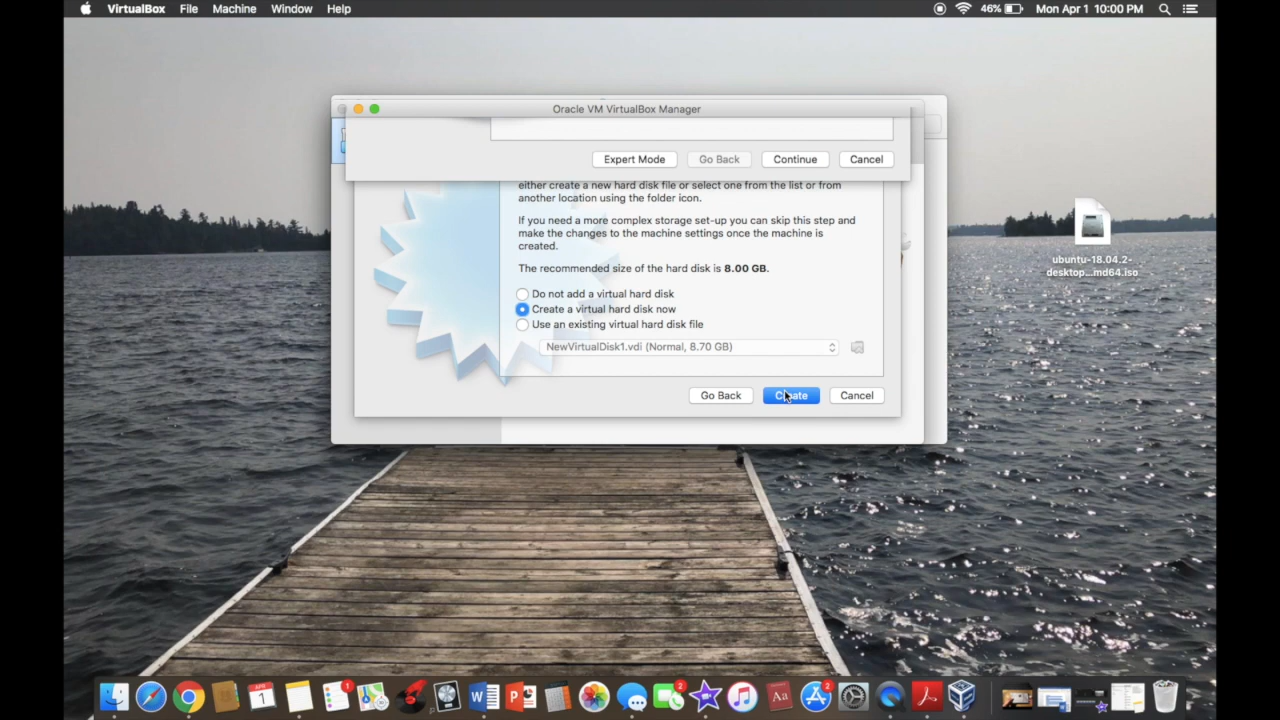 VirtualBox File Machine Window Help 46% Mon Apr 1 10:00 PM
Oracle VM VirtualBox Manager
Expert Mode Go Back Continue Cancel
either create a new hard disk file or select one from the list or from
another location using the folder icon.
If you need a more complex storage set-up you can skip this step and
make the changes to the machine settings once the machine is
created.
The recommended size of the hard disk is 8.00 GB.
Do not add a virtual hard disk
Create a virtual hard disk now
Use an existing virtual hard disk file
NewVirtualDisk1.vdi (Normal, 8.70 GB)
Go Back Create Cancel
ubuntu-18.04.2-
desktop...md64.iso